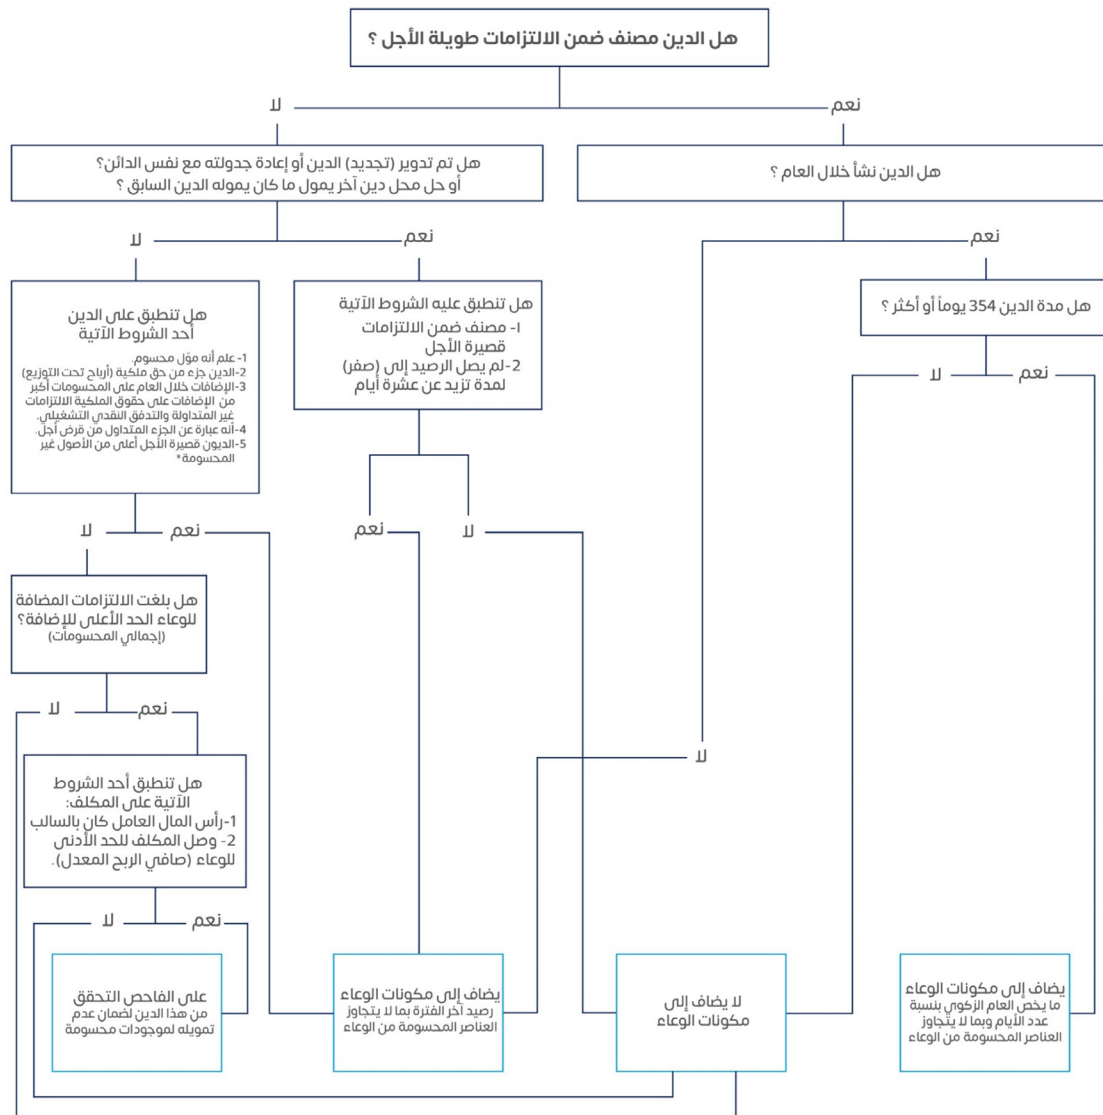 هل الدين مصنف ضمن الالتزامات طويلة الأجل ؟
نعم
لا
هل الدين نشأ خلال العام ؟
هل تم تدوير (تجديد) الدين أو إعادة جدولته مع نفس الدائن؟
أو حل محل دين آخر يمول ما كان يموله الدين السابق ؟
نعم
نعم
لا
هل مدة الدين 354 يوماً أو أكثر ؟
هل تنطبق عليه الشروط الآتية
١- مصنف ضمن الالتزامات
قصيرة الأجل
2-لم يصل الرصيد إلى (صفر)
لمدة تزيد عن عشرة أيام
هل تنطبق على الدين
أحد الشروط الآتية
1- علم أنه موّل محسوم.
2-الدين جزء من حق ملكية (أرباح تحت التوزيع)
3-الإضافات خلال العام على المحسومات أكبر
من الإضافات على حقوق الملكية الالتزامات
غير المتداولة والتدفق النقدي التشغيلي.
4-أنه عبارة عن الجزء المتداول من قرض أجل.
5-الديون قصيرة الأجل أعلى من الأصول غير
المحسومة*
نعم
لا
لا
نعم
نعم
لا
هل بلغت الالتزامات المضافة
للوعاء الحد الأعلى للإضافة؟
(إجمالي المحسومات)
نعم
لا
لا
هل تنطبق أحد الشروط
الآتية على المكلف:
1-رأس المال العامل كان بالسالب
2- وصل المكلف للحد الأدنى
للوعاء (صافي الربح المعدل).
نعم
لا
يضاف إلى مكونات الوعاء
ما يخص العام الزكوي بنسبة
عدد الأيام وبما لا يتجاوز
العناصر المحسومة من الوعاء
لا يضاف إلى
مكونات الوعاء
يضاف إلى مكونات الوعاء
رصيد آخر الفترة بما لا يتجاوز
العناصر المحسومة من الوعاء
على الفاحص التحقق
من هذا الدين لضمان عدم
تمويله لموجودات محسومة